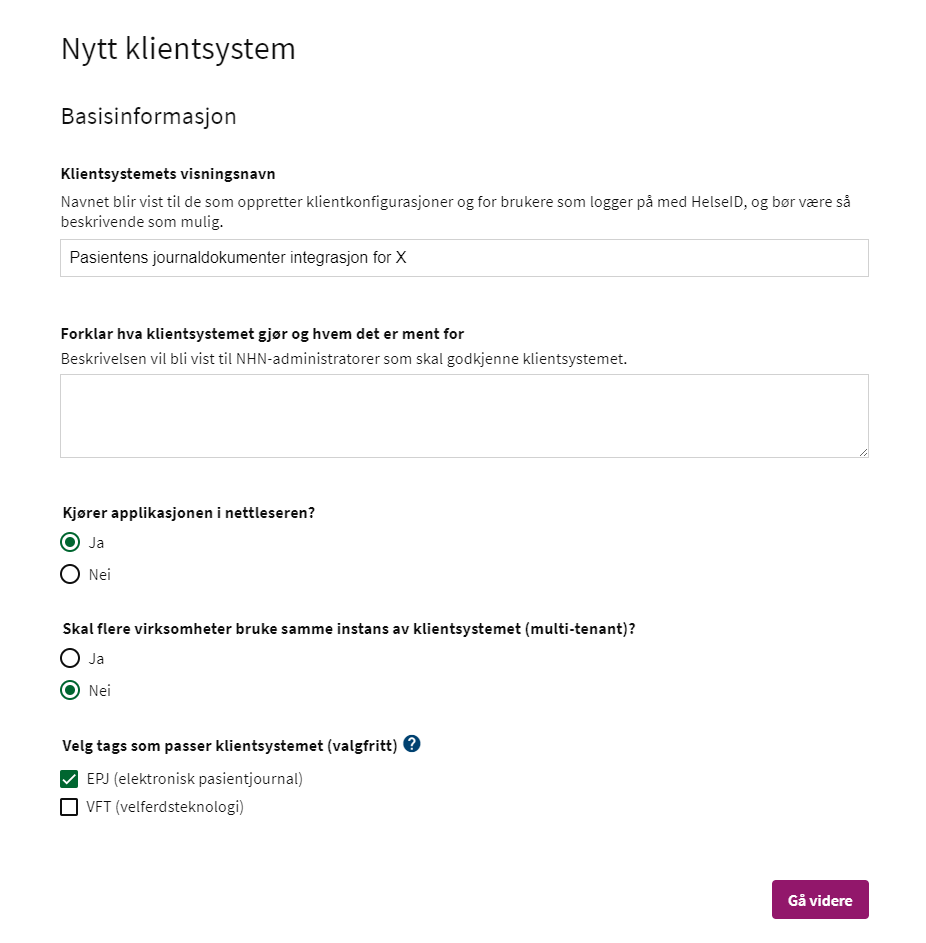 Nytt klientsystem
Basisinformasjon
Klientsystemets visningsnavn
Navnet blir vist til de som oppretter klientkonfigurasjoner og for brukere som logger på med HelseID, og bør være så
beskrivende som mulig.
Pasientens journaldokumenter integrasjon for X
Forklar hva klientsystemet gjør og hvem det er ment for
Beskrivelsen vil bli vist til NHN-administratorer som skal godkjenne klientsystemet.
Kjører applikasjonen i nettleseren?
Ja
Nei
Skal flere virksomheter bruke samme instans av klientsystemet (multi-tenant)?
Ja
Nei
Velg tags som passer klientsystemet (valgfritt) ?
EPJ (elektronisk pasientjournal)
VFT (velferdsteknologi)
Gå videre